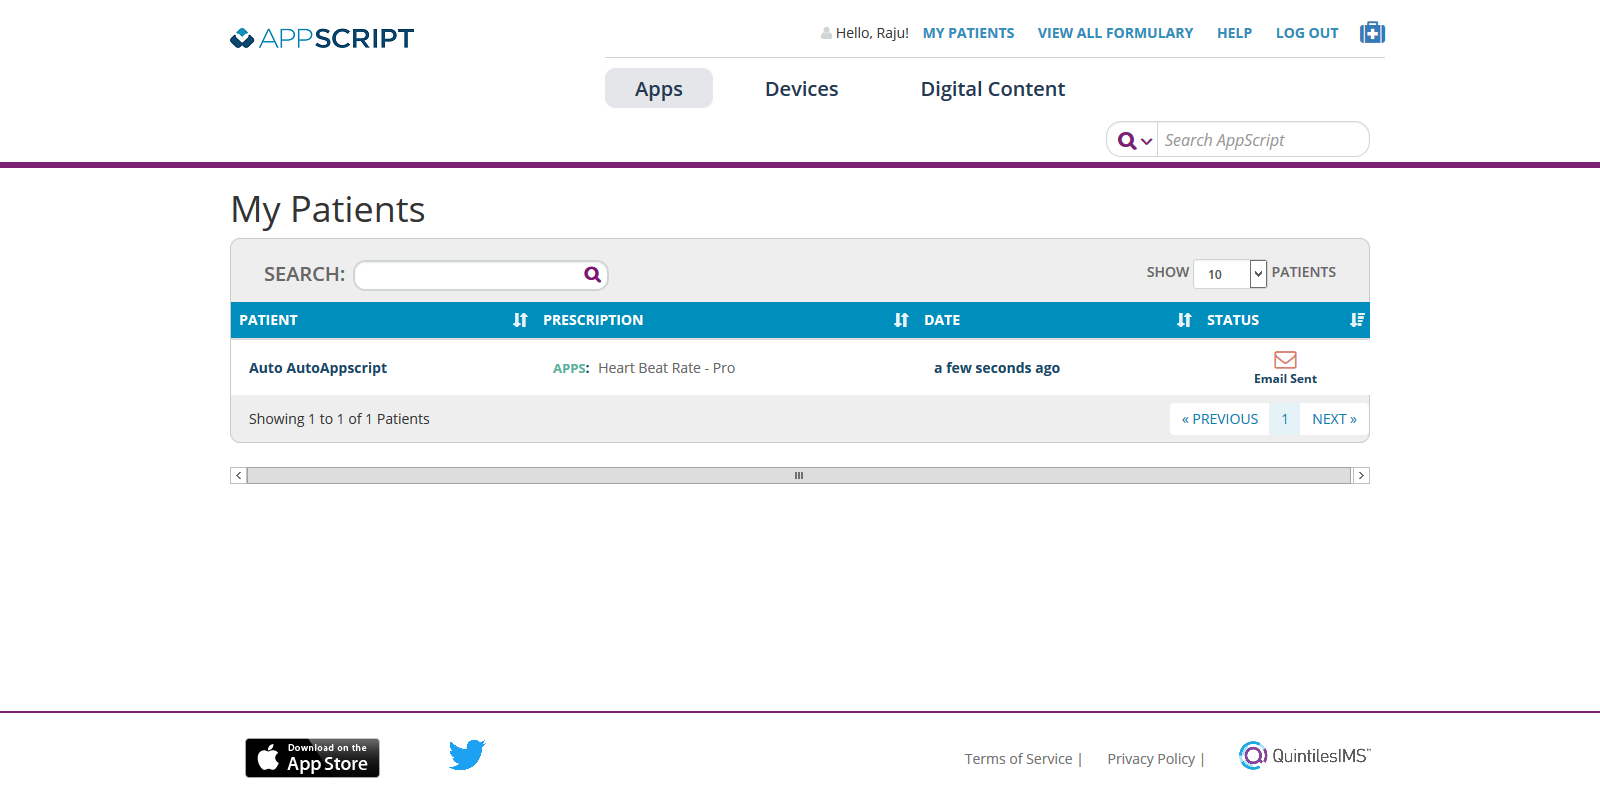 APPSCRIPT
Hello, Raju! MY PATIENTS VIEW ALL FORMULARY HELP LOG OUT
Apps Devices Digital Content
Search AppScript
My Patients
SEARCH: SHOW 10 PATIENTS
PATIENT PRESCRIPTION DATE STATUS
Auto AutoAppscript APPS: Heart Beat Rate - Pro a few seconds ago Email Sent
Showing 1 to 1 of 1 Patients « PREVIOUS 1 NEXT »
Download on the
App Store
Terms of Service | Privacy Policy | QuintilesIMS™